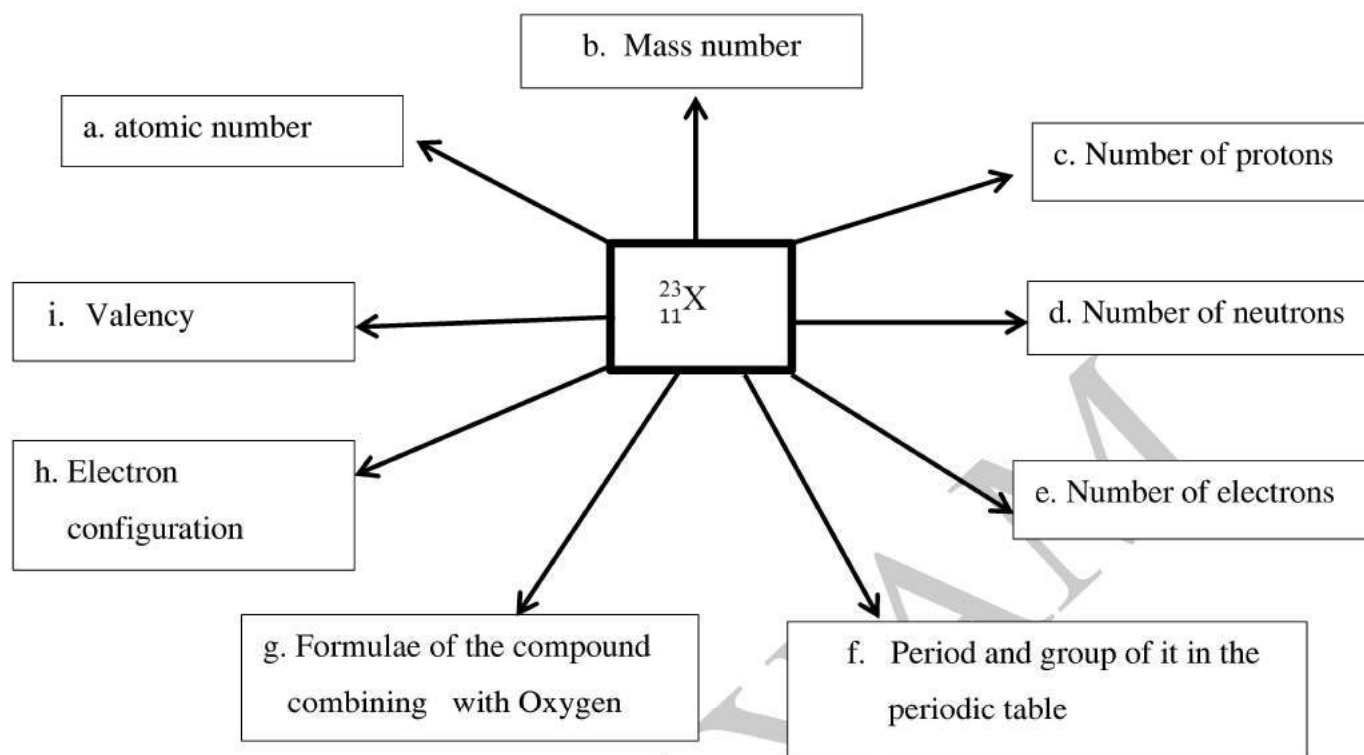 b. Mass number
a. atomic number
c. Number of protons
²³₁₁X
i. Valency
d. Number of neutrons
h. Electron
configuration
e. Number of electrons
g. Formulae of the compound
combining with Oxygen
f. Period and group of it in the
periodic table